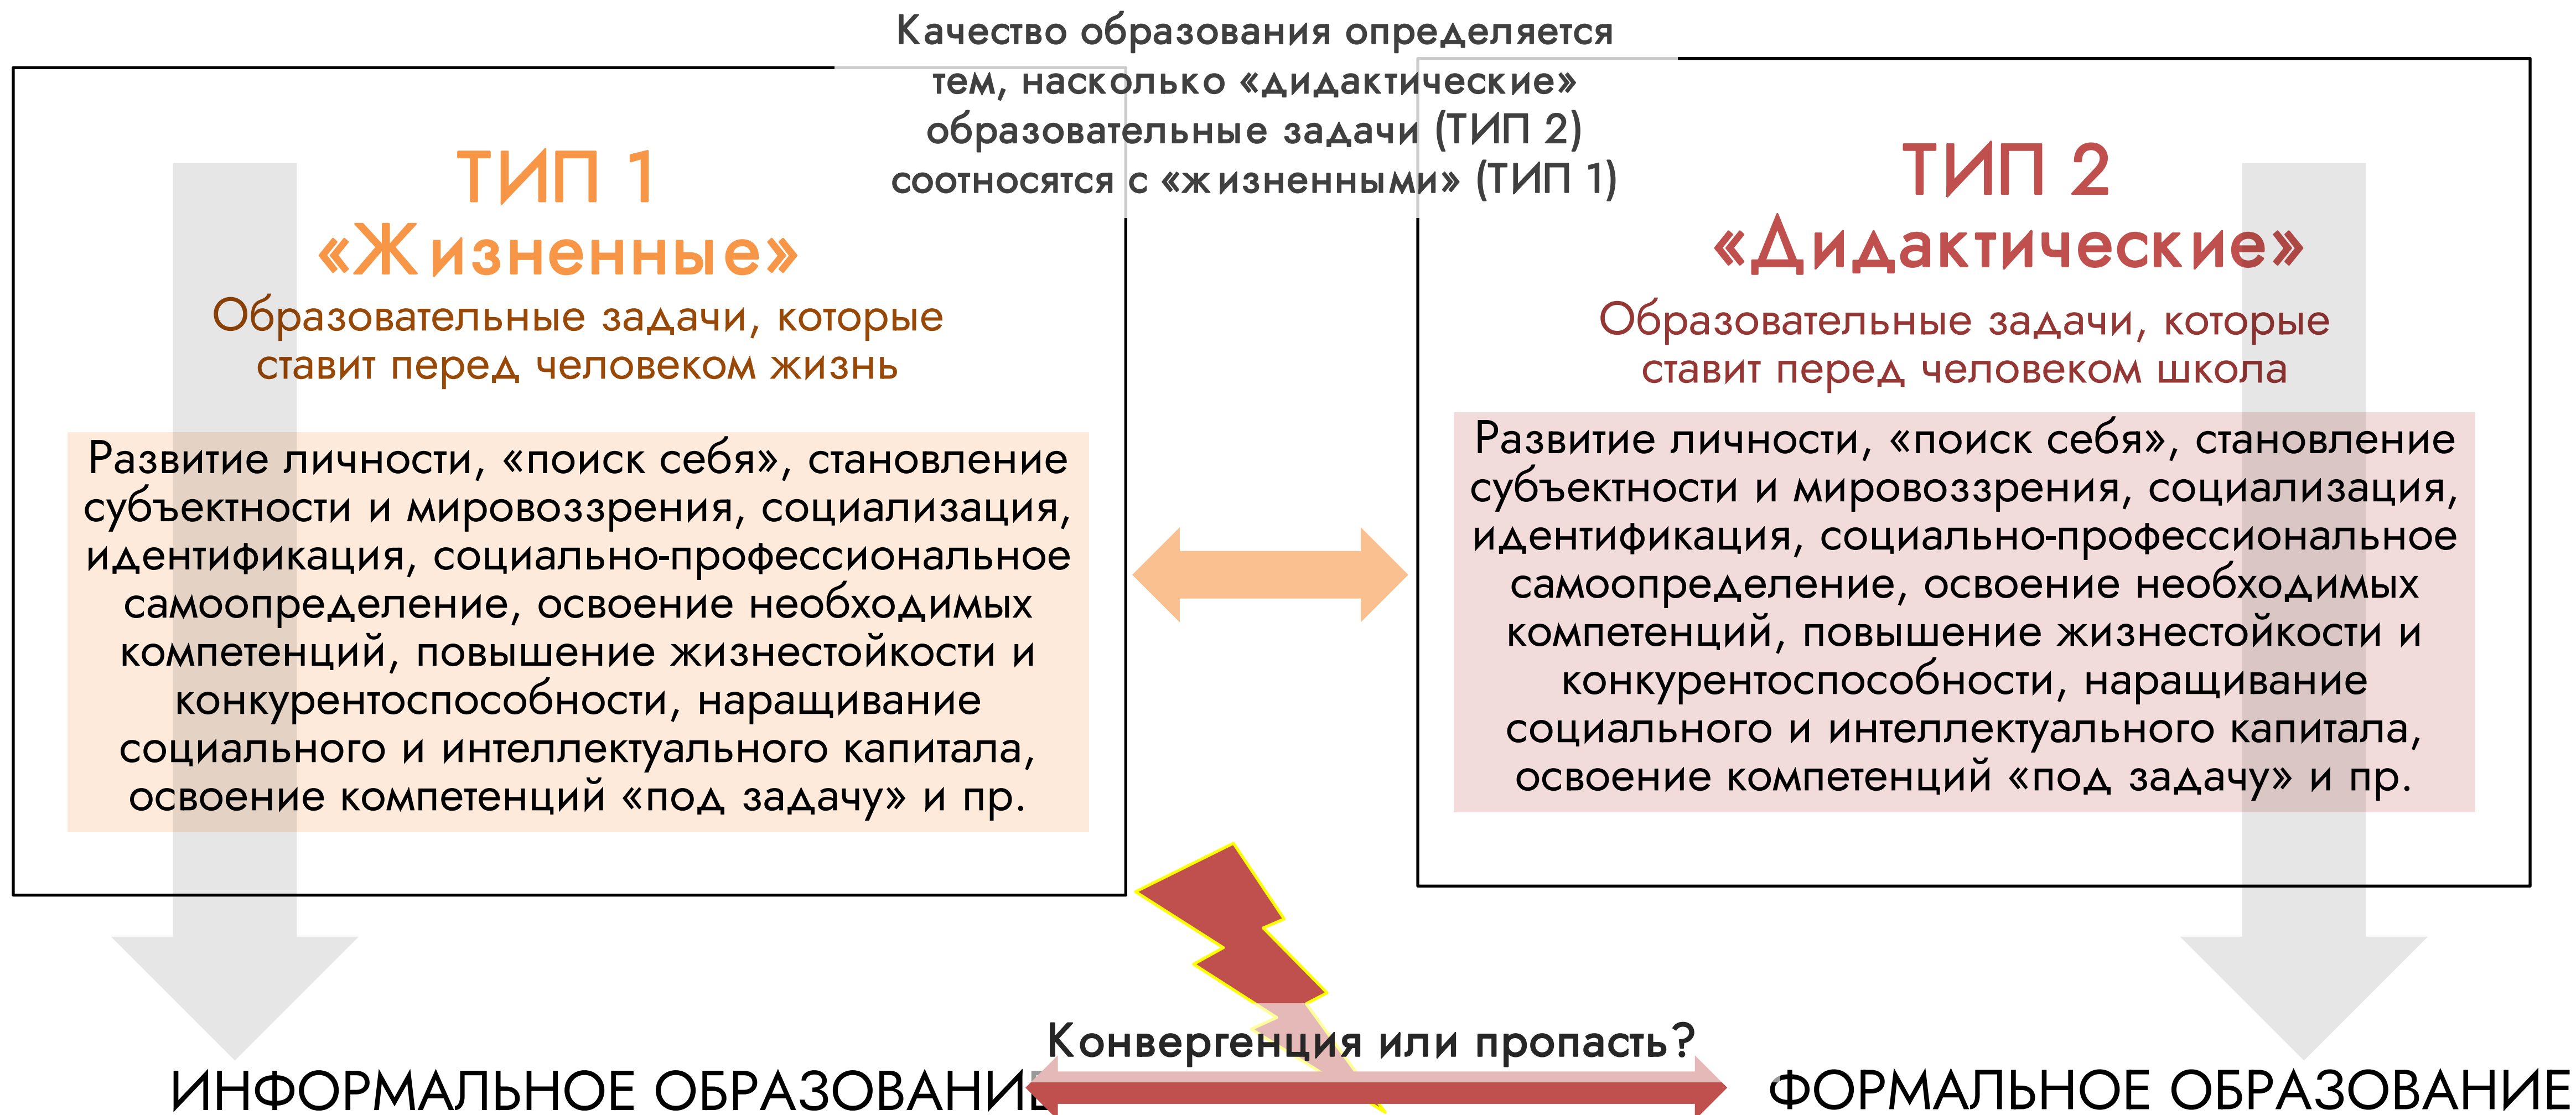 Качество образования определяется
тем, насколько «дидактические»
образовательные задачи (ТИП 2)
соотносятся с «жизненными» (ТИП 1)
ТИП 1
«Жизненные»
Образовательные задачи, которые
ставит перед человеком жизнь
Развитие личности, «поиск себя», становление
субъектности и мировоззрения, социализация,
идентификация, социально-профессиональное
самоопределение, освоение необходимых
компетенций, повышение жизнестойкости и
конкурентоспособности, наращивание
социального и интеллектуального капитала,
освоение компетенций «под задачу» и пр.
ТИП 2
«Дидактические»
Образовательные задачи, которые
ставит перед человеком школа
Развитие личности, «поиск себя», становление
субъектности и мировоззрения, социализация,
идентификация, социально-профессиональное
самоопределение, освоение необходимых
компетенций, повышение жизнестойкости и
конкурентоспособности, наращивание
социального и интеллектуального капитала,
освоение компетенций «под задачу» и пр.
Конвергенция или пропасть?
ИНФОРМАЛЬНОЕ ОБРАЗОВАНИЕ
ФОРМАЛЬНОЕ ОБРАЗОВАНИЕ